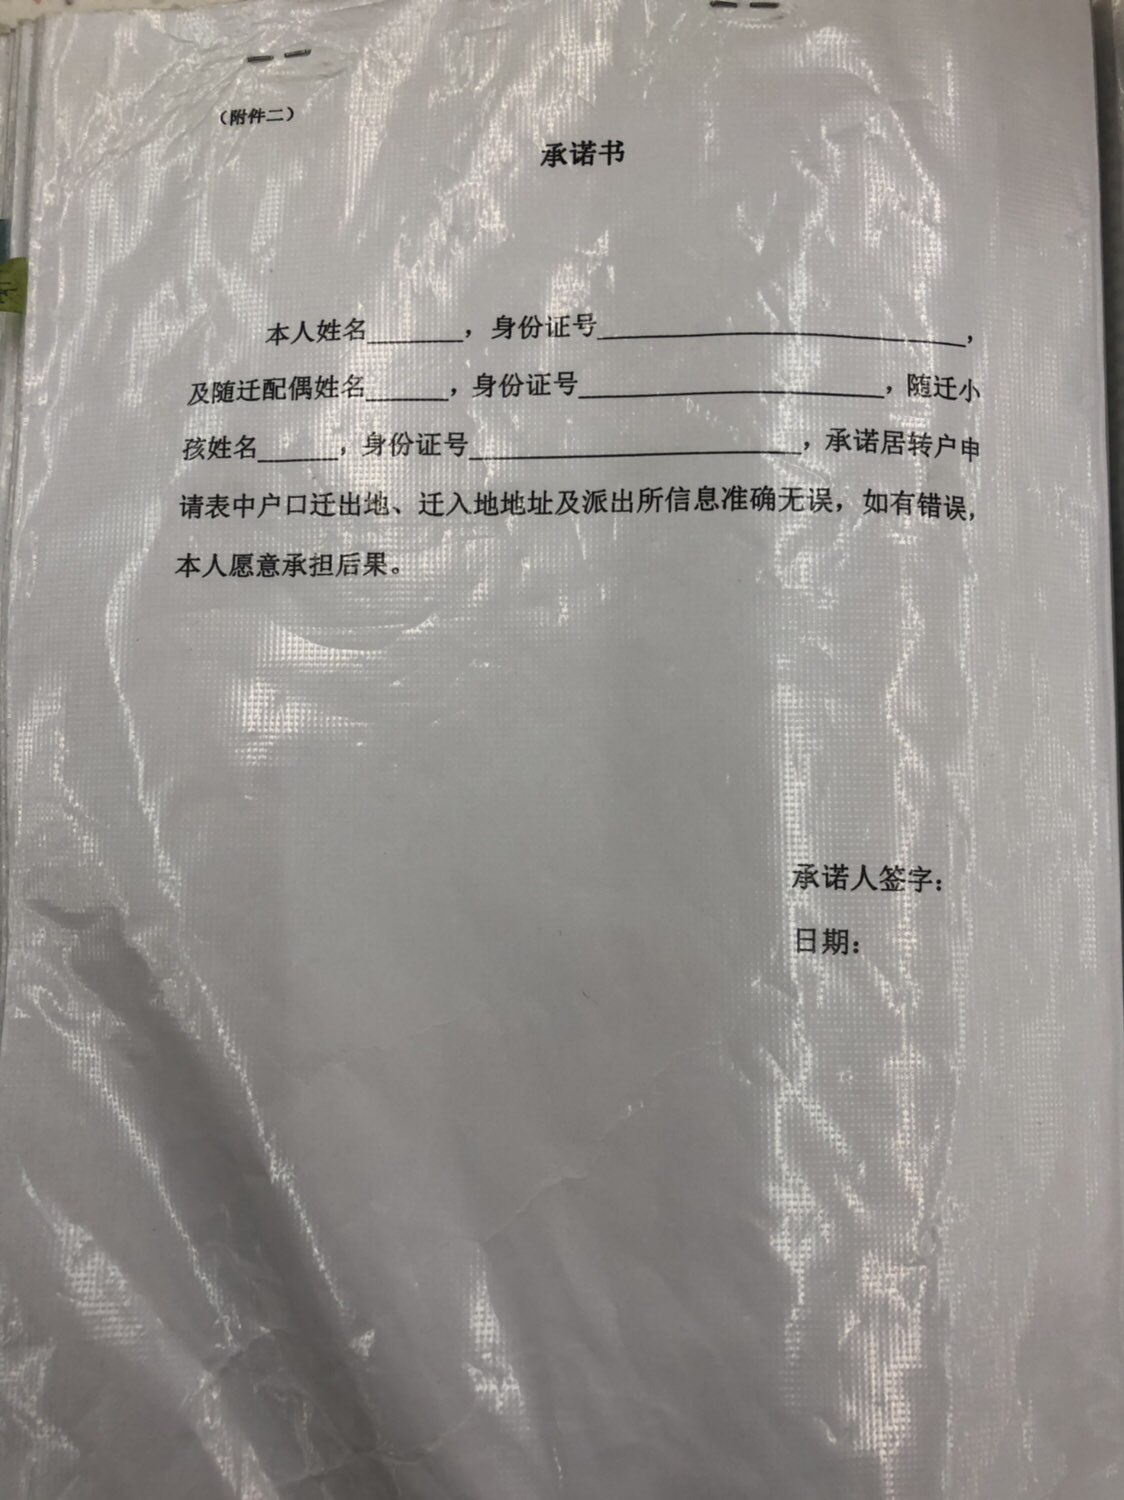 （附件二）
承诺书
本人姓名_______，身份证号___________________________，
及随迁配偶姓名______，身份证号______________________，随迁小
孩姓名______，身份证号________________________，承诺居转户申
请表中户口迁出地、迁入地地址及派出所信息准确无误，如有错误，
本人愿意承担后果。
承诺人签字：
日期：